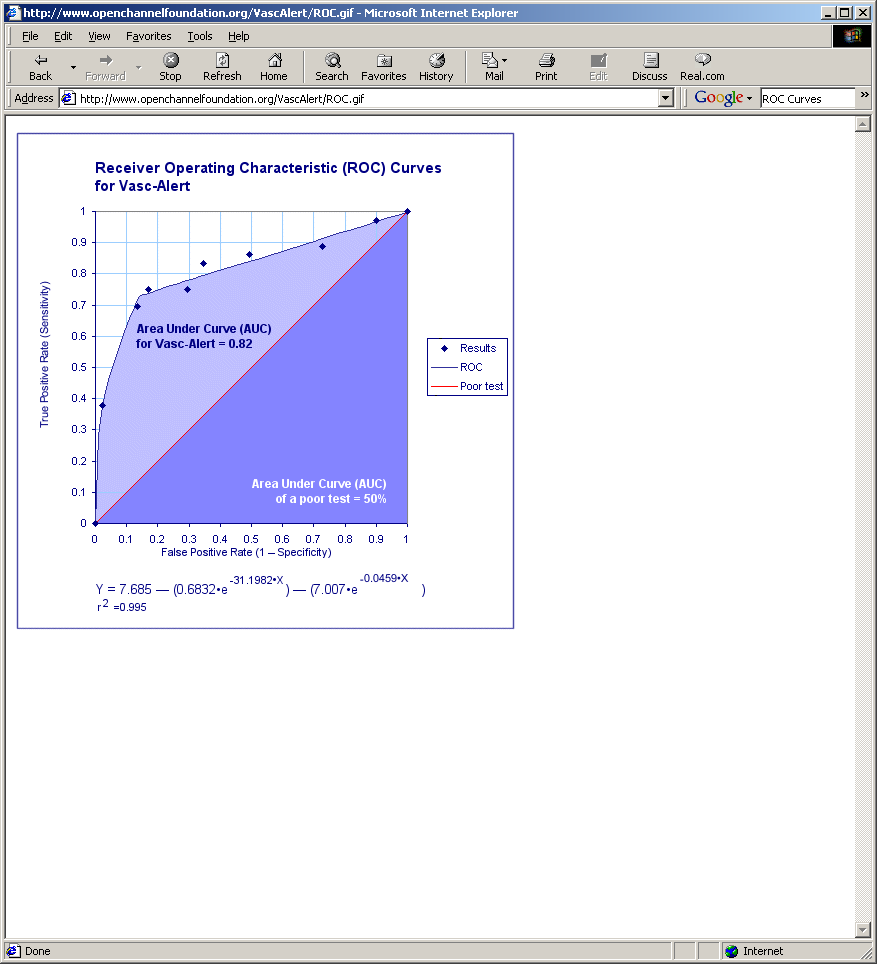 http://www.openchannelfoundation.org/VascAlert/ROC.gif - Microsoft Internet Explorer
File Edit View Favorites Tools Help
Back Forward Stop Refresh Home Search Favorites History Mail Print Edit Discuss Real.com
Address http://www.openchannelfoundation.org/VascAlert/ROC.gif Google ROC Curves »
Receiver Operating Characteristic (ROC) Curves
for Vasc-Alert
True Positive Rate (Sensitivity)
1
0.9
0.8
0.7
0.6
0.5
0.4
0.3
0.2
0.1
0
Area Under Curve (AUC)
for Vasc-Alert = 0.82
Area Under Curve (AUC)
of a poor test = 50%
Results
ROC
Poor test
0 0.1 0.2 0.3 0.4 0.5 0.6 0.7 0.8 0.9 1
False Positive Rate (1 – Specificity)
Y = 7.685 — (0.6832•e -31.1982•X ) — (7.007•e -0.0459•X )
r 2 =0.995
Done Internet